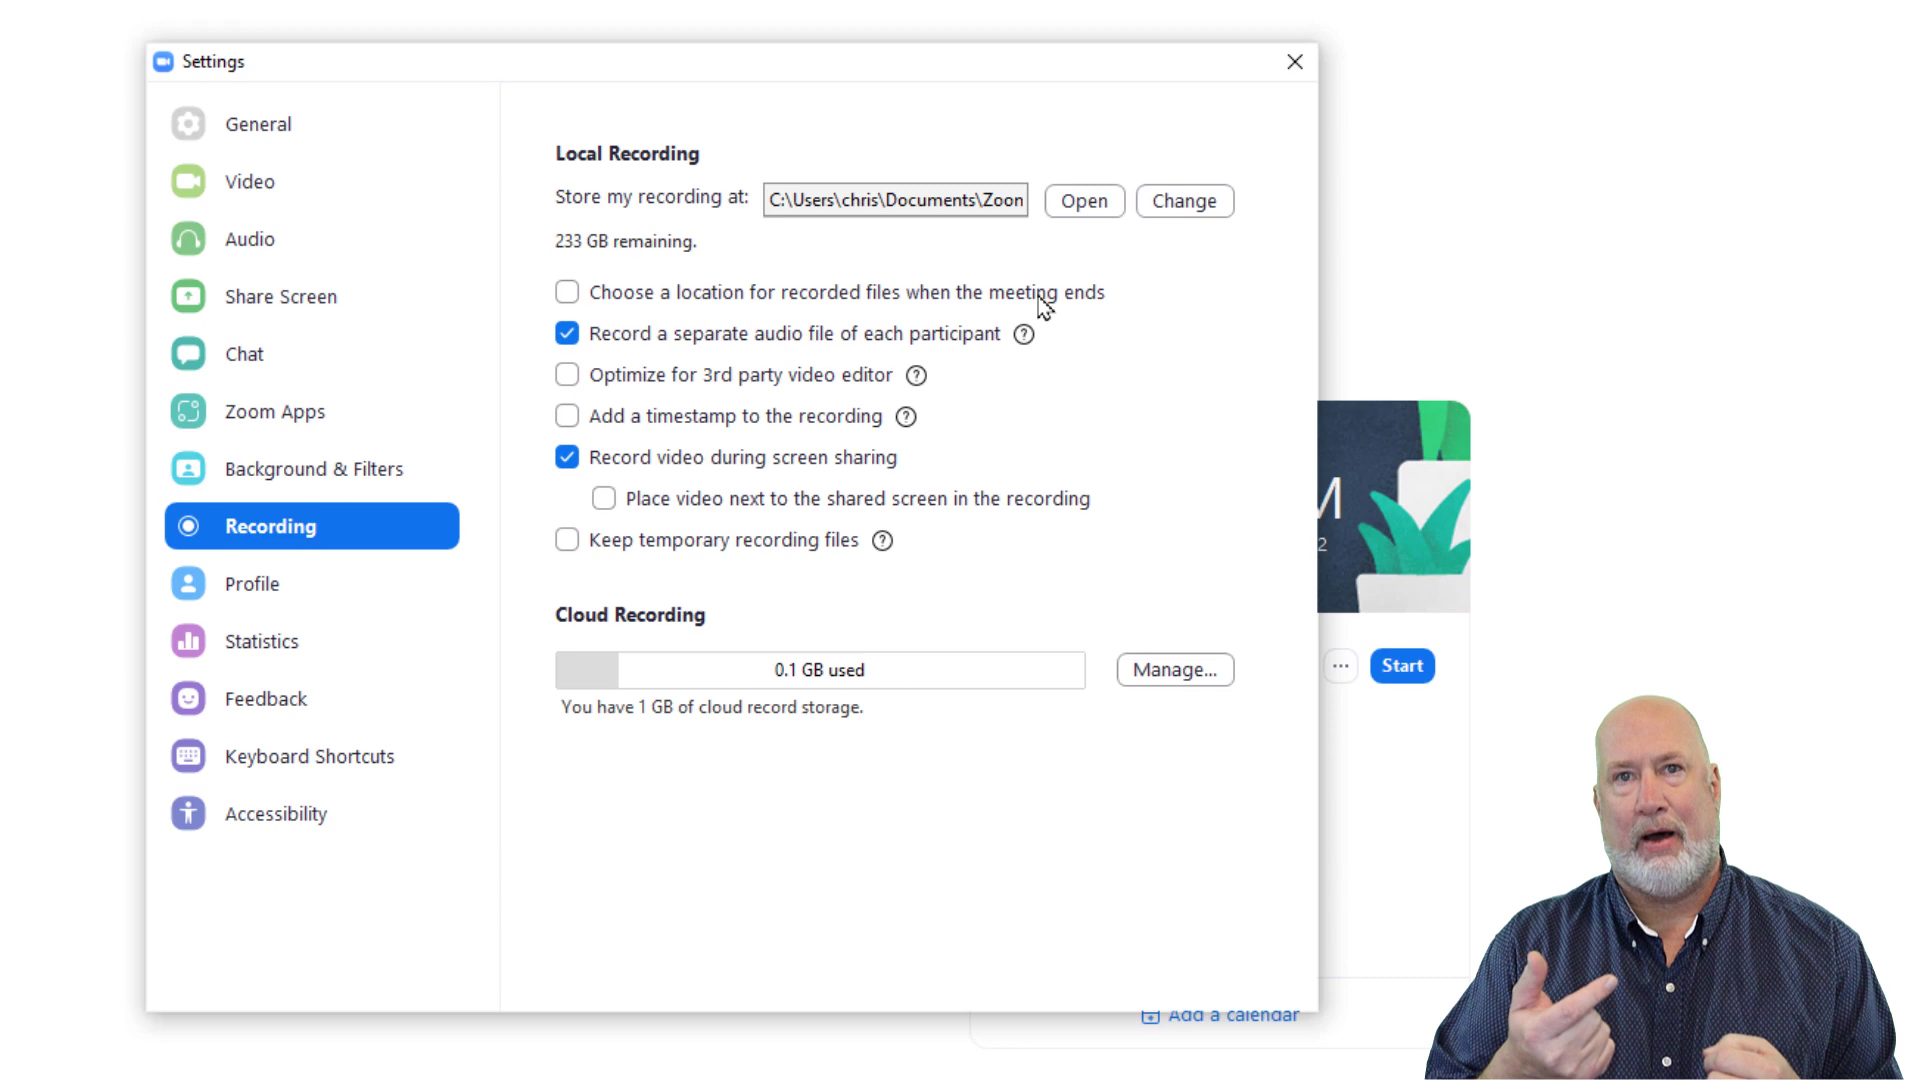 Settings
General
Video
Audio
Share Screen
Chat
Zoom Apps
Background & Filters
Recording
Profile
Statistics
Feedback
Keyboard Shortcuts
Accessibility
Local Recording
Store my recording at: C:\Users\chris\Documents\Zoon Open Change
233 GB remaining.
Choose a location for recorded files when the meeting ends
Record a separate audio file of each participant ?
Optimize for 3rd party video editor ?
Add a timestamp to the recording ?
Record video during screen sharing
Place video next to the shared screen in the recording
Keep temporary recording files ?
Cloud Recording
0.1 GB used Manage...
You have 1 GB of cloud record storage.
M
2
... Start
Add a calendar